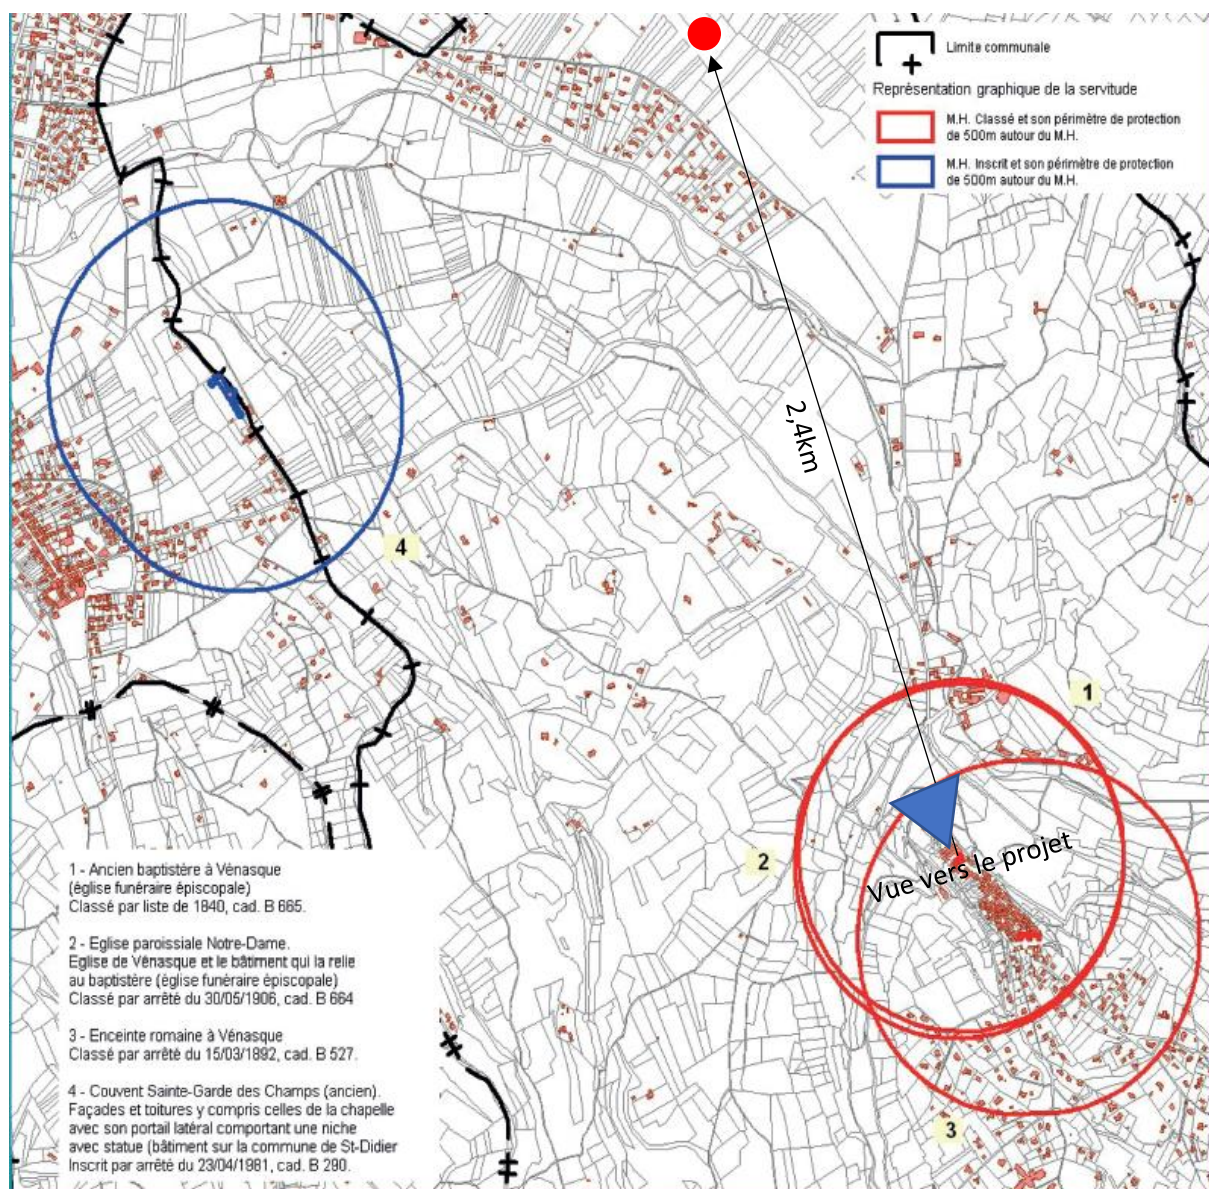 Limite communale
Représentation graphique de la servitude
M.H. Classé et son périmètre de protection
de 500m autour du M.H.
M.H. Inscrit et son périmètre de protection
de 500m autour du M.H.
2,4km
4
1
2
Vue vers le projet
3
1 - Ancien baptistère à Vénasque
(église funéraire épiscopale)
Classé par liste de 1840, cad. B 665.
2 - Eglise paroissiale Notre-Dame.
Eglise de Vénasque et le bâtiment qui la relie
au baptistère (église funéraire épiscopale)
Classé par arrêté du 30/05/1906, cad. B 664
3 - Enceinte romaine à Vénasque
Classé par arrêté du 15/03/1892, cad. B 527.
4 - Couvent Sainte-Garde des Champs (ancien).
Façades et toitures y compris celles de la chapelle
avec son portail latéral comportant une niche
avec statue (bâtiment sur la commune de St-Didier
Inscrit par arrêté du 23/04/1981, cad. B 290.